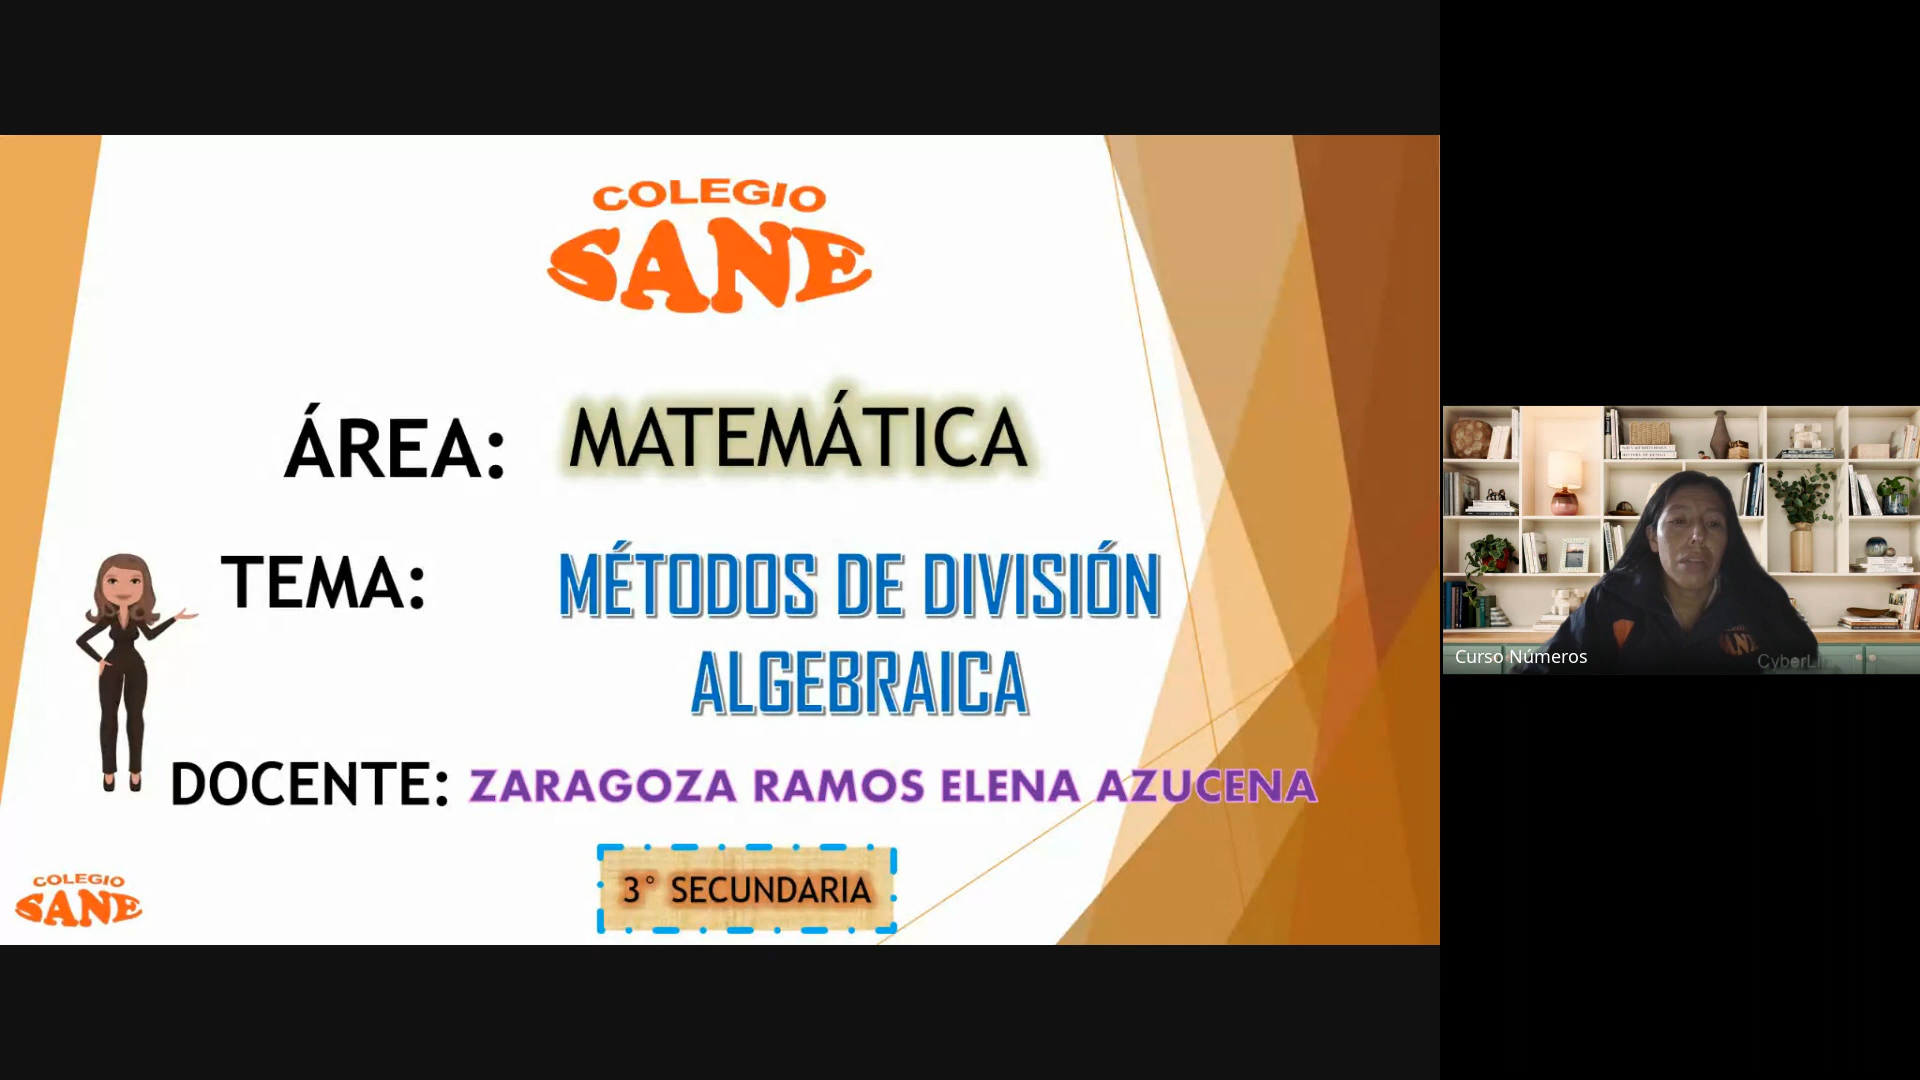 COLEGIO
SANE
ÁREA: MATEMÁTICA
TEMA: MÉTODOS DE DIVISIÓN
ALGEBRAICA
DOCENTE: ZARAGOZA RAMOS ELENA AZUCENA
3° SECUNDARIA
COLEGIO
SANE
Curso Números